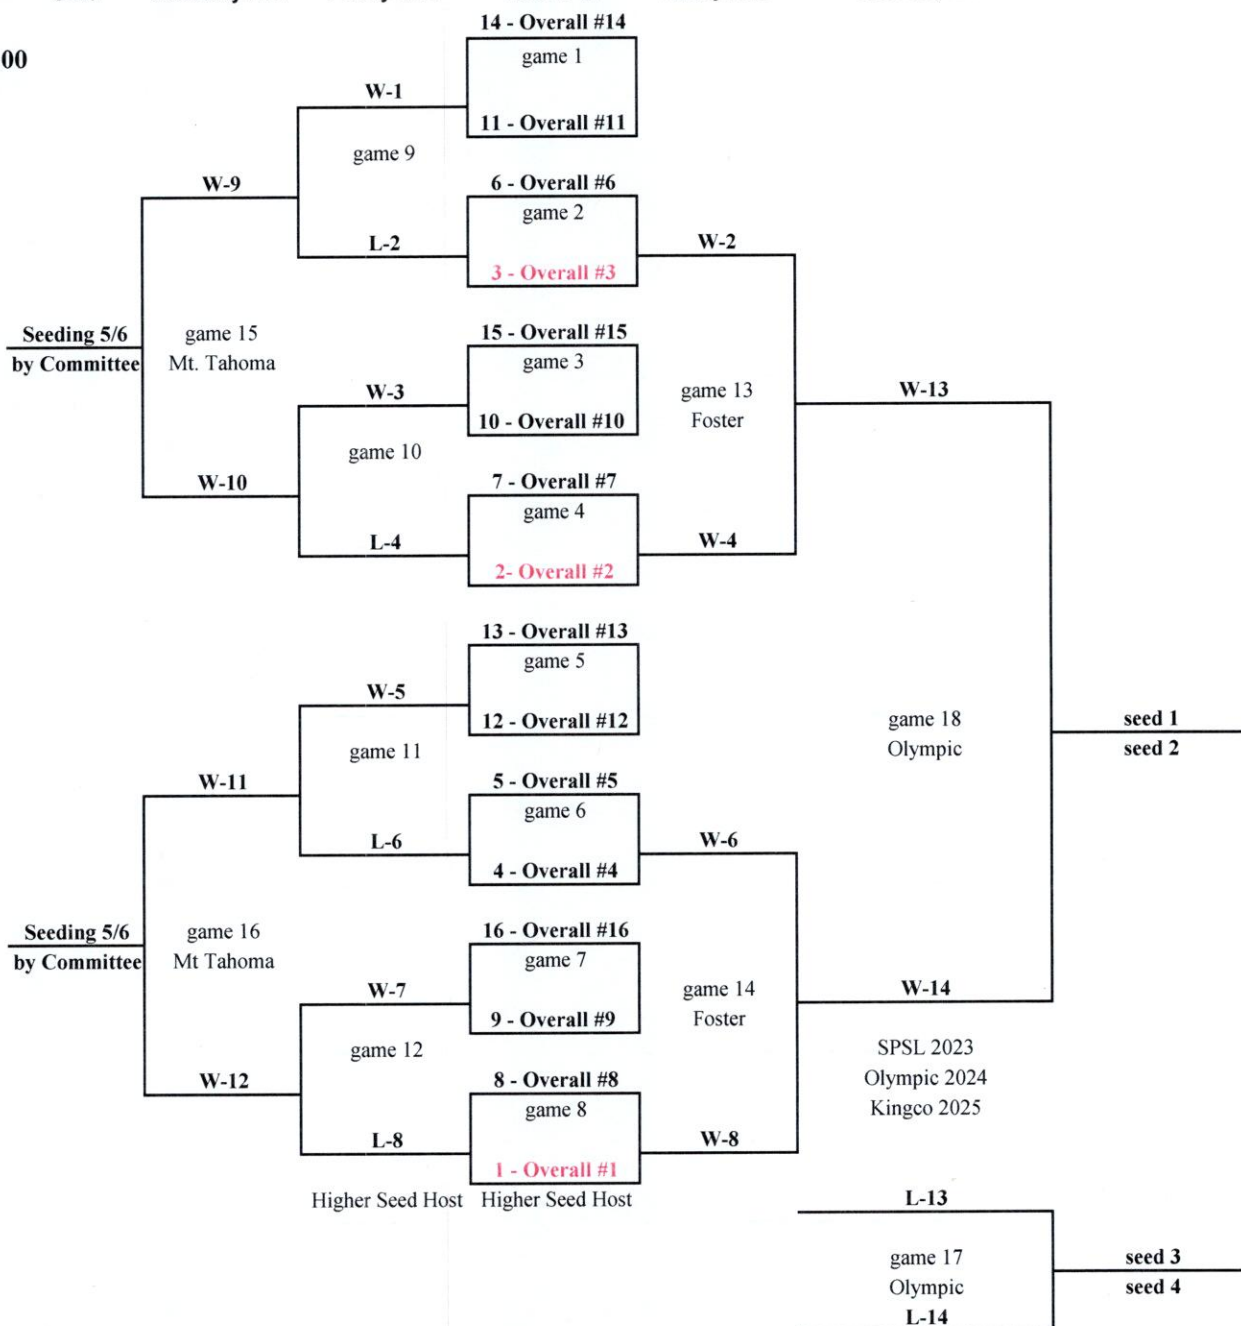 14 - Overall #14
00
game 1
W-1
11 - Overall #11
game 9
6 - Overall #6
W-9
game 2
L-2
W-2
3 - Overall #3
Seeding 5/6
by Committee
game 15
Mt. Tahoma
15 - Overall #15
game 3
W-3
10 - Overall #10
game 13
Foster
W-13
game 10
7 - Overall #7
W-10
game 4
L-4
W-4
2- Overall #2
13 - Overall #13
game 5
W-5
12 - Overall #12
game 18
Olympic
seed 1
seed 2
game 11
5 - Overall #5
W-11
game 6
L-6
W-6
4 - Overall #4
Seeding 5/6
by Committee
game 16
Mt Tahoma
16 - Overall #16
game 7
W-7
9 - Overall #9
game 14
Foster
W-14
game 12
SPSL 2023
Olympic 2024
Kingco 2025
8 - Overall #8
W-12
game 8
L-8
W-8
1 - Overall #1
Higher Seed Host
Higher Seed Host
L-13
game 17
Olympic
seed 3
seed 4
L-14